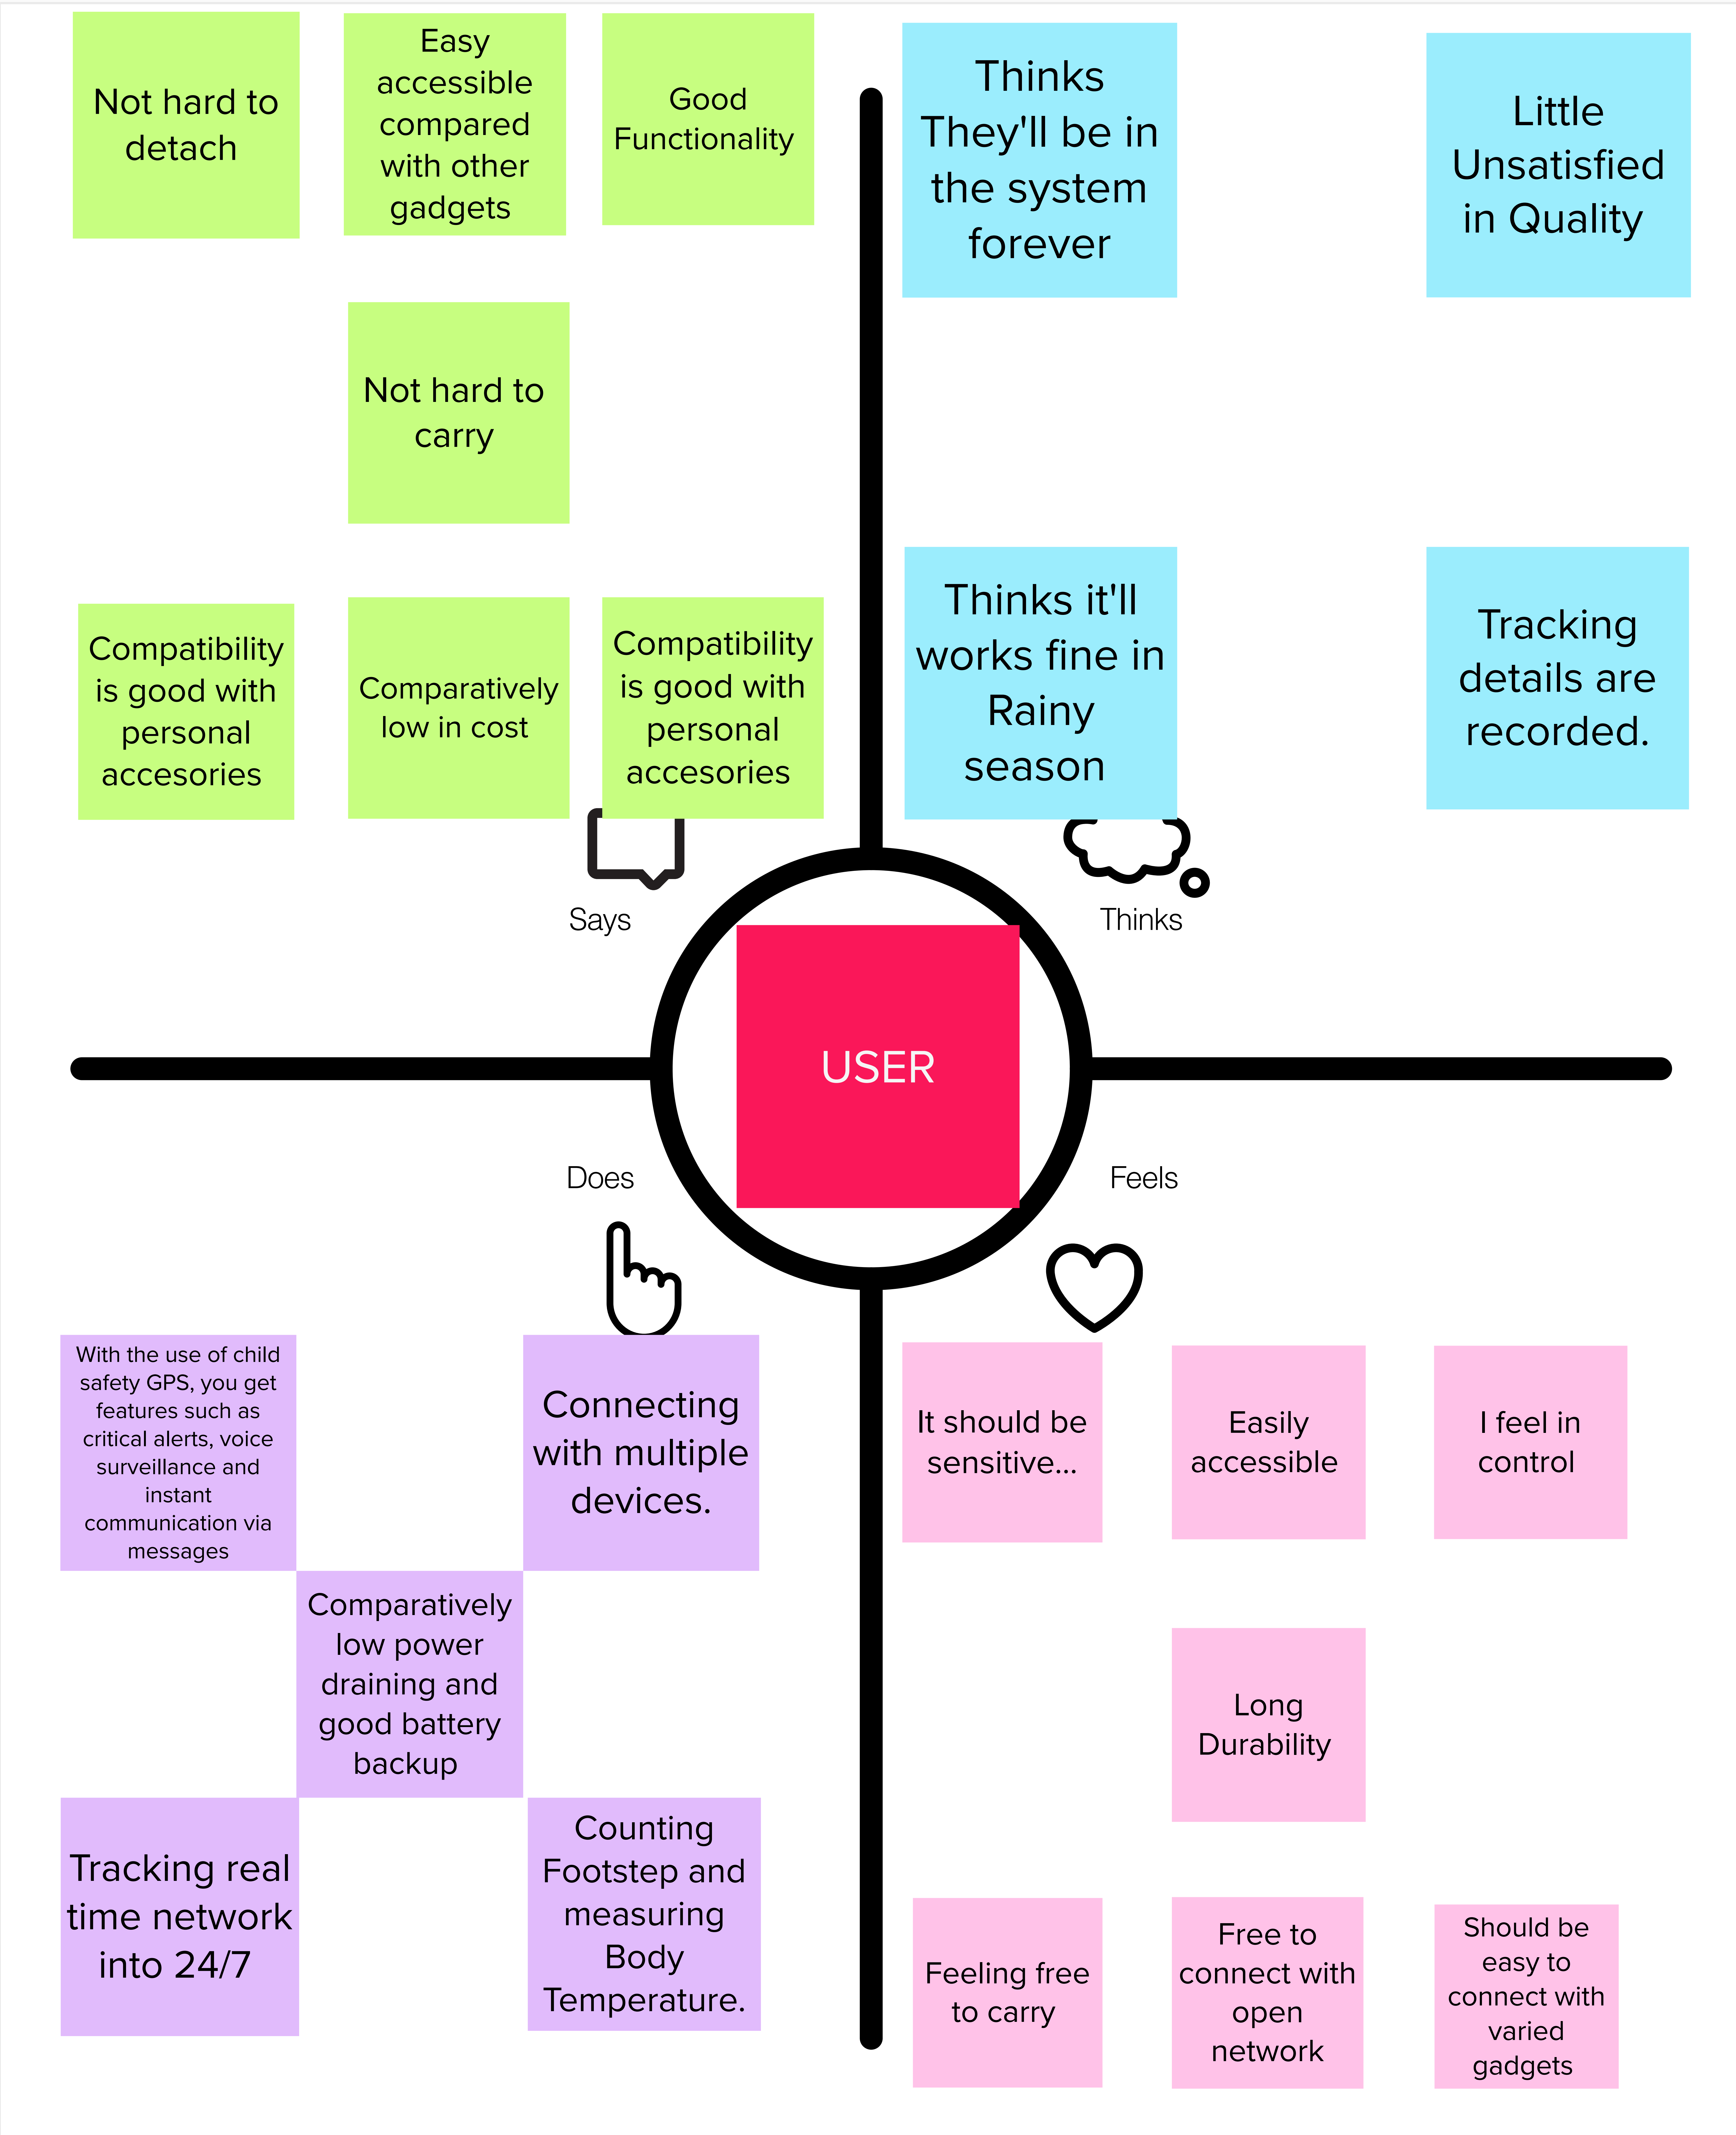 Not hard to
detach
Easy
accessible
compared
with other
gadgets
Good
Functionality
Not hard to
carry
Compatibility
is good with
personal
accesories
Comparatively
low in cost
Compatibility
is good with
personal
accesories
Says
Thinks
They'll be in
the system
forever
Little
Unsatisfied
in Quality
Thinks it'll
works fine in
Rainy
season
Tracking
details are
recorded.
Thinks
USER
Does
With the use of child
safety GPS, you get
features such as
critical alerts, voice
surveillance and
instant
communication via
messages
Connecting
with multiple
devices.
Comparatively
low power
draining and
good battery
backup
Tracking real
time network
into 24/7
Counting
Footstep and
measuring
Body
Temperature.
Feels
It should be
sensitive...
Easily
accessible
I feel in
control
Long
Durability
Feeling free
to carry
Free to
connect with
open
network
Should be
easy to
connect with
varied
gadgets